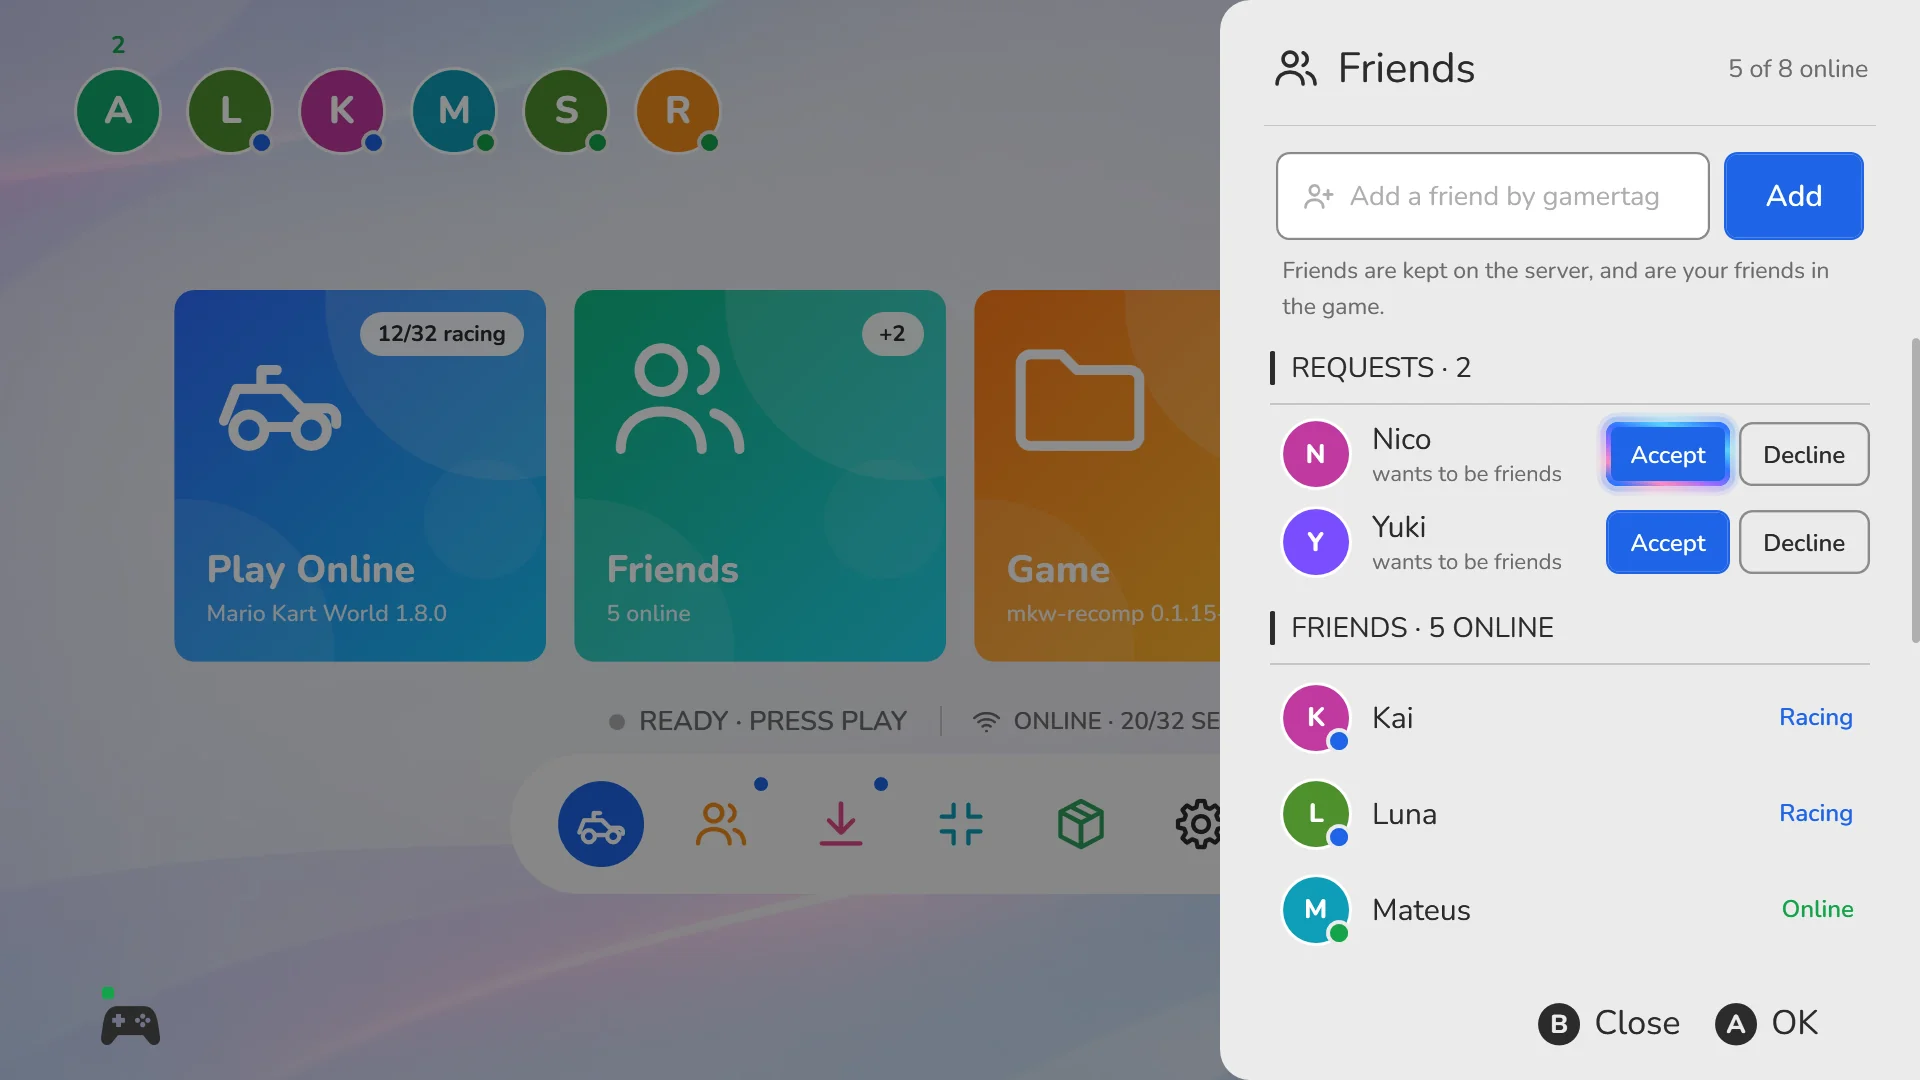 2
A
L
K
M
S
R
12/32 racing
Play Online
Mario Kart World 1.8.0
+2
Friends
5 online
Game
mkw-recomp 0.1.15-
READY · PRESS PLAY
ONLINE · 20/32 SE
Friends
5 of 8 online
Add a friend by gamertag
Add
Friends are kept on the server, and are your friends in
the game.
REQUESTS · 2
N
Nico
wants to be friends
Accept
Decline
Y
Yuki
wants to be friends
Accept
Decline
FRIENDS · 5 ONLINE
K
Kai
Racing
L
Luna
Racing
M
Mateus
Online
B Close
A OK